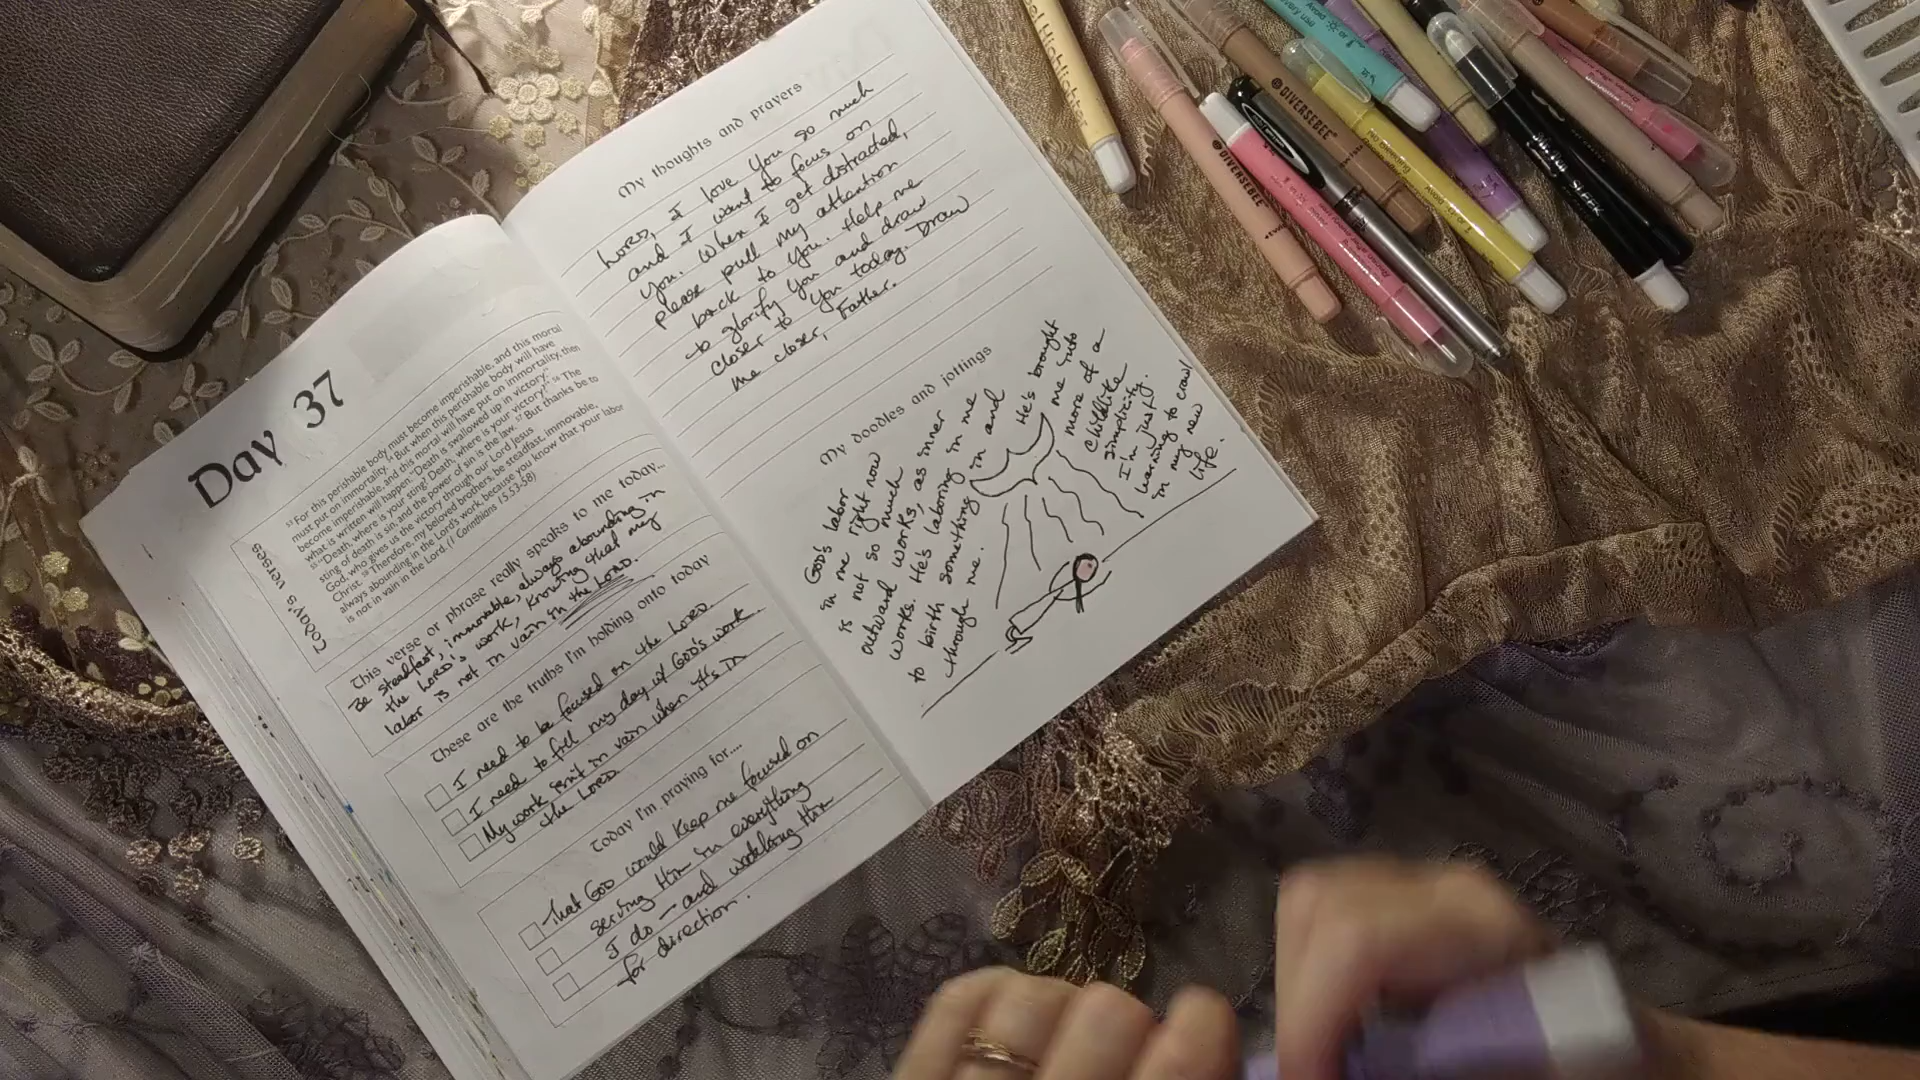 Day 37
Today's verses
53 For this perishable body must become imperishable, and this mortal
must put on immortality. 54 But when this perishable body will have
become imperishable, and this mortal will have put on immortality, then
what is written will happen: "Death is swallowed up in victory."
55 "Death, where is your sting? Death, where is your victory?" 56 The
sting of death is sin, and the power of sin is the law. 57 But thanks be to
God, who gives us the victory through our Lord Jesus
Christ. 58 Therefore, my beloved brothers, be steadfast, immovable,
always abounding in the Lord's work, because you know that your labor
is not in vain in the Lord. (1 Corinthians 15.53-58)
This verse or phrase really speaks to me today...
Be steadfast, immovable, always abounding in
the LORD's work, knowing that my
labor is not in vain in the LORD.
These are the truths I'm holding onto today
I need to be focused on the LORD
I need to fill my day w/ God's work...
My work isn't in vain when it's in
the LORD
Today I'm praying for....
That GOD would keep me focused on
serving Him in everything
I do - and Him
for direction.
My thoughts and prayers
LORD, I love You so much
and I want to focus on
You. When I get distracted,
please pull my attention
back to You. Help me
to glorify You and draw
closer to You today. Draw
me closer, Father.
My doodles and jottings
God's labor
in me right now
is not so much
outward works, as inner
works. He's laboring in me
to birth something in and
through me.
He's brought
me into
more of a
childlike
simplicity.
I'm just
learning to crawl
in my new
life.
Gel Highlighter
DIVERSEBEE
DIVERSEBEE